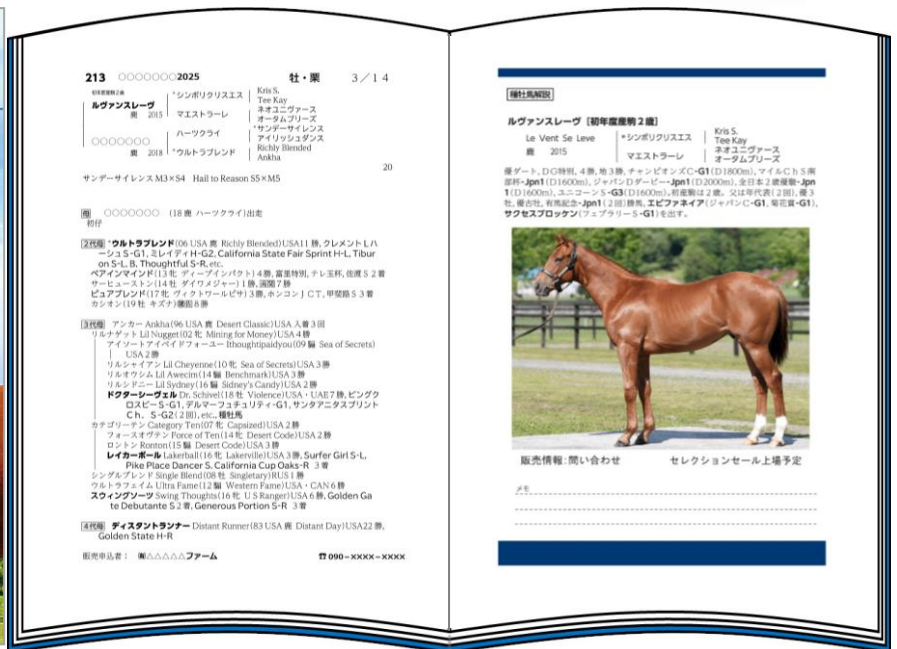 213 ○○○○○○○2025 牡・栗 3／14
初年度産駒2歳
ルヴァンスレーヴ
鹿 2015
*シンボリクリスエス
マエストラーレ
Kris S.
Tee Kay
ネオユニヴァース
オータムブリーズ
○○○○○○○
鹿 2018
ハーツクライ
*ウルトラブレンド
*サンデーサイレンス
アイリッシュダンス
Richly Blended
Ankha
20
サンデーサイレンス M3×S4 Hail to Reason S5×M5
母 ○○○○○○○ (18 鹿 ハーツクライ)出走
初仔
2代母 *ウルトラブレンド(06 USA 鹿 Richly Blended)USA11勝, クレメントLハ
ーシュS-G1, ミレイディH-G2, California State Fair Sprint H-L, Tibur
on S-L, B. Thoughtful S-R, etc.
ペアインマインド(13 牝 ディープインパクト)4勝, 富里特別, テレ玉杯, 佐渡S2着
サーヒューストン(14 牡 ダイワメジャー)1勝,
ピュアブレンド(17 牝 ヴィクトワールピサ)3勝, ホンコンJCT, 甲斐路S3着
カシオン(19 牡 キズナ)
3代母 アンカー Ankha(96 USA 鹿 Desert Classic)USA 入着3回
リルナゲット Lil Nugget(02 牝 Mining for Money)USA4勝
アイソートアイペイドフォーユー Ithoughtipaidyou(09 騸 Sea of Secrets)
USA2勝
リルシャイアン Lil Cheyenne(10 牝 Sea of Secrets)USA3勝
リルオウシム Lil Awecim(14 騸 Benchmark)USA3勝
リルシドニー Lil Sydney(16 騸 Sidney's Candy)USA2勝
ドクターシーヴェル Dr. Schivel(18 牡 Violence)USA・UAE7勝, ビングク
ロスビーS-G1, デルマーフュチュリティ-G1, サンタアニタスプリント
Ch. S-G2(2回), etc., 種牡馬
カテゴリーテン Category Ten(07 牝 Capsized)USA2勝
フォースオヴテン Force of Ten(14 牝 Desert Code)USA2勝
ロントン Ronton(15 騸 Desert Code)USA3勝
レイカーボール Lakerball(16 牝 Lakerville)USA3勝, Surfer Girl S-L,
Pike Place Dancer S, California Cup Oaks-R 3着
シングルブレンド Single Blend(08 牡 Singletary)RUS1勝
ウルトラフェイム Ultra Fame(12 騸 Western Fame)USA・CAN6勝
スウィングソーツ Swing Thoughts(16 牝 U S Ranger)USA6勝, Golden Ga
te Debutante S2着, Generous Portion S-R 3着
4代母 ディスタントランナー Distant Runner(83 USA 鹿 Distant Day)USA22勝,
Golden State H-R
販売申込者： ㈲△△△△△ファーム ☎090-××××-××××
種牡馬解説
ルヴァンスレーヴ [初年度産駒2歳]
Le Vent Se Leve
鹿 2015
*シンボリクリスエス
マエストラーレ
Kris S.
Tee Kay
ネオユニヴァース
オータムブリーズ
優ダート, DG特別, 4勝, 地3勝, チャンピオンズC-G1(D1800m), マイルChS南
部杯-Jpn1(D1600m), ジャパンDダービー-Jpn1(D2000m), 全日本2歳優駿-Jpn
1(D1600m), ユニコーンS-G3(D1600m)。初産駒は2歳。父は年代表(2回), 優3
牡, 優古牡, 有馬記念-Jpn1(2回)勝馬, エピファネイア(ジャパンC-G1, 菊花賞-G1),
サクセスブロッケン(フェブラリーS-G1)を出す。
販売情報：問い合わせ セレクションセール上場予定
メモ